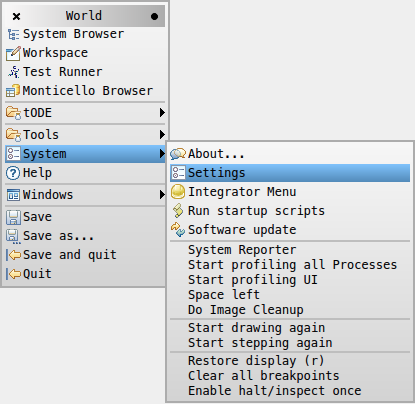 World
System Browser
Workspace
Test Runner
Monticello Browser
tODE
Tools
System
Help
Windows
Save
Save as...
Save and quit
Quit
About...
Settings
Integrator Menu
Run startup scripts
Software update
System Reporter
Start profiling all Processes
Start profiling UI
Space left
Do Image Cleanup
Start drawing again
Start stepping again
Restore display (r)
Clear all breakpoints
Enable halt/inspect once